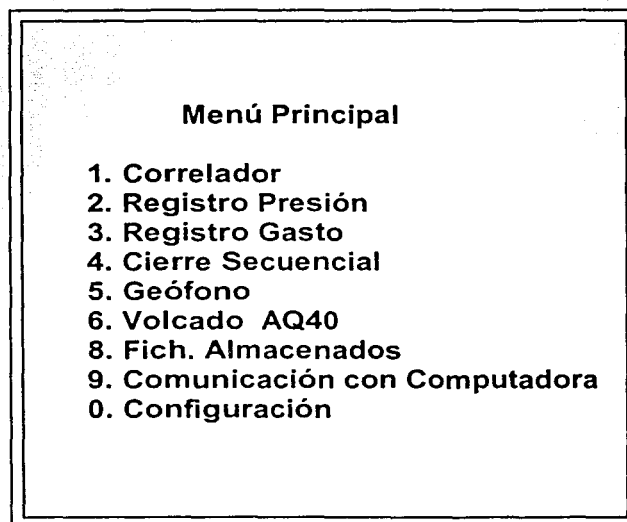 Menú Principal
1. Correlador
2. Registro Presión
3. Registro Gasto
4. Cierre Secuencial
5. Geófono
6. Volcado AQ40
8. Fich. Almacenados
9. Comunicación con Computadora
0. Configuración